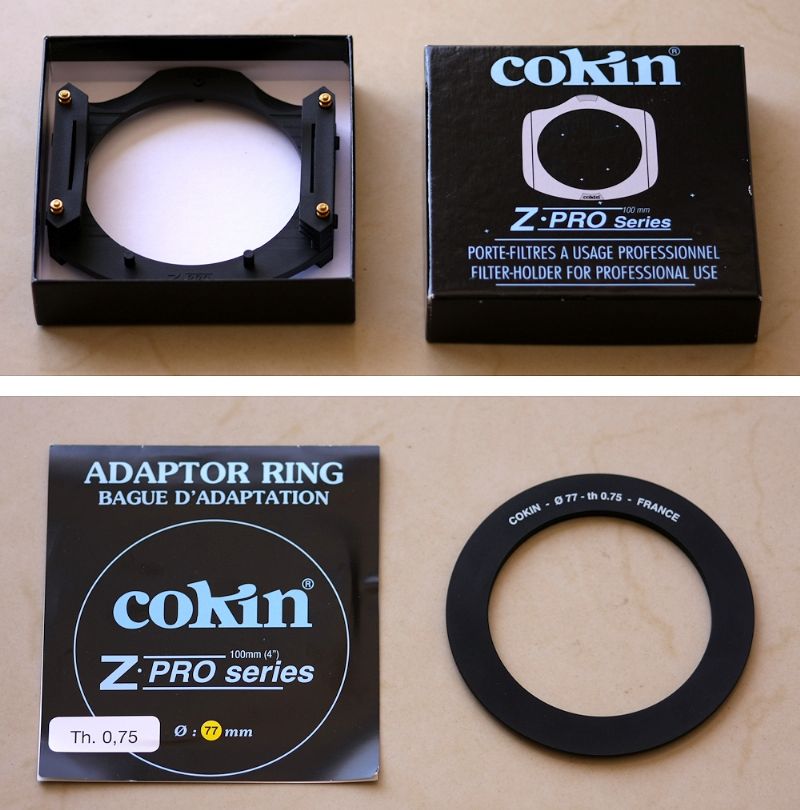 cokin®
cokin
Z·PRO Series
100 mm
PORTE-FILTRES A USAGE PROFESSIONNEL
FILTER-HOLDER FOR PROFESSIONAL USE
ADAPTOR RING
BAGUE D'ADAPTATION
cokin®
100mm (4")
Z·PRO series
Th. 0,75
Ø : 77 mm
COKIN - Ø 77 - th 0.75 - FRANCE